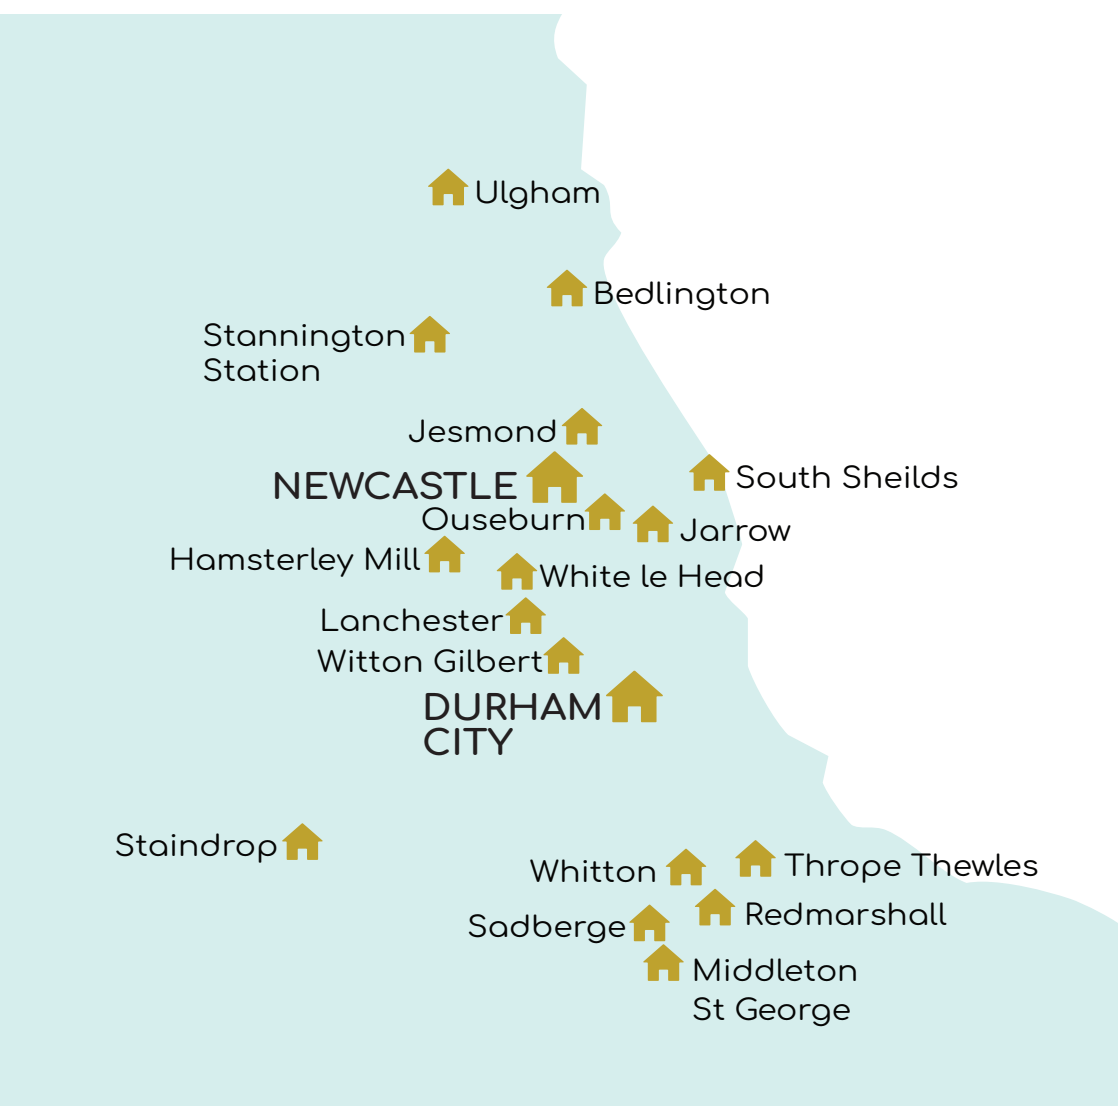 Ulgham
Bedlington
Stannington
Station
Jesmond
NEWCASTLE
South Sheilds
Ouseburn
Jarrow
Hamsterley Mill
White le Head
Lanchester
Witton Gilbert
DURHAM
CITY
Staindrop
Whitton
Thrope Thewles
Sadberge
Redmarshall
Middleton
St George